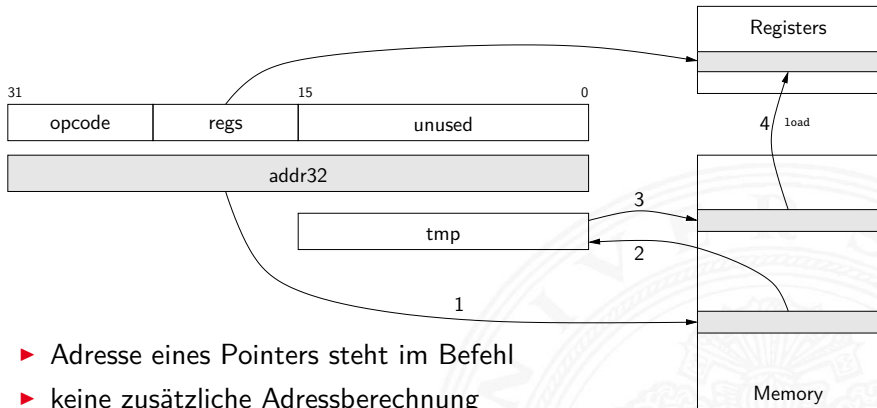 Registers
31 15 0
opcode regs unused
4 load
addr32
3
tmp
2
1
▶ Adresse eines Pointers steht im Befehl
▶ keine zusätzliche Adressberechnung
Memory